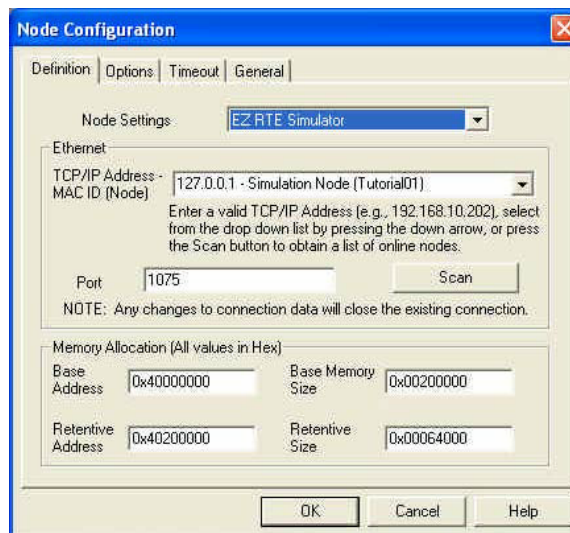 Node Configuration
Definition Options Timeout General
Node Settings EZ RTE Simulator
Ethernet
TCP/IP Address - MAC ID (Node) 127.0.0.1 - Simulation Node (Tutorial01)
Enter a valid TCP/IP Address (e.g., 192.168.10.202), select
from the drop down list by pressing the down arrow, or press
the Scan button to obtain a list of online nodes.
Port 1075 Scan
NOTE: Any changes to connection data will close the existing connection.
Memory Allocation (All values in Hex)
Base Address 0x40000000 Base Memory Size 0x00200000
Retentive Address 0x40200000 Retentive Size 0x00064000
OK Cancel Help